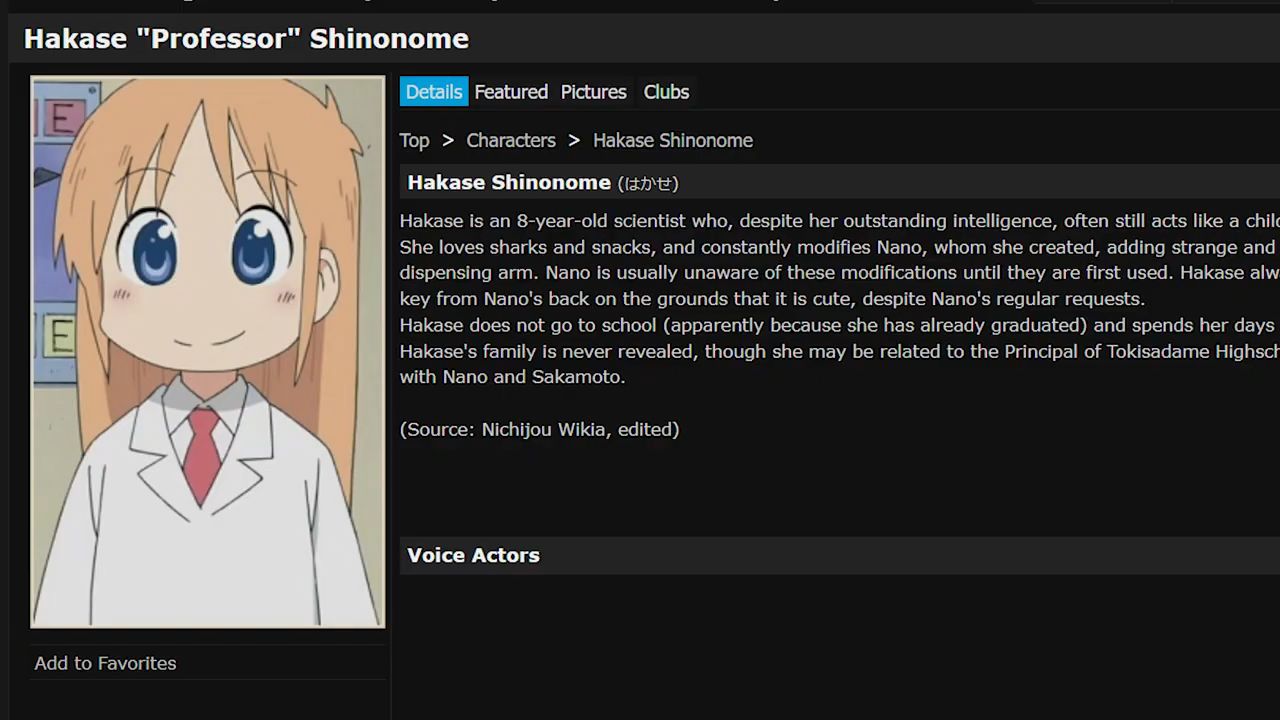 Hakase "Professor" Shinonome
Details Featured Pictures Clubs
Top > Characters > Hakase Shinonome
Hakase Shinonome (はかせ)
Hakase is an 8-year-old scientist who, despite her outstanding intelligence, often still acts like a
She loves sharks and snacks, and constantly modifies Nano, whom she created, adding strange and
dispensing arm. Nano is usually unaware of these modifications until they are first used. Hakase
key from Nano's back on the grounds that it is cute, despite Nano's regular requests.
Hakase does not go to school (apparently because she has already graduated) and spends her days
Hakase's family is never revealed, though she may be related to the Principal of Tokisadame
with Nano and Sakamoto.
(Source: Nichijou Wikia, edited)
Voice Actors
Add to Favorites
E
E